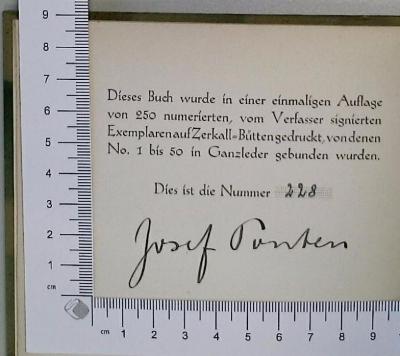 9
8
7
6
5
4
3
2
1
cm
Dieses Buch wurde in einer einmaligen Auflage
von 250 numerierten, vom Verfasser signierten
Exemplaren auf Zerkall=Bütten gedruckt, von denen
No. 1 bis 50 in Ganzleder gebunden wurden.
Dies ist die Nummer 228
Josef Ponten
cm 1 2 3 4 5 6 7 8 9